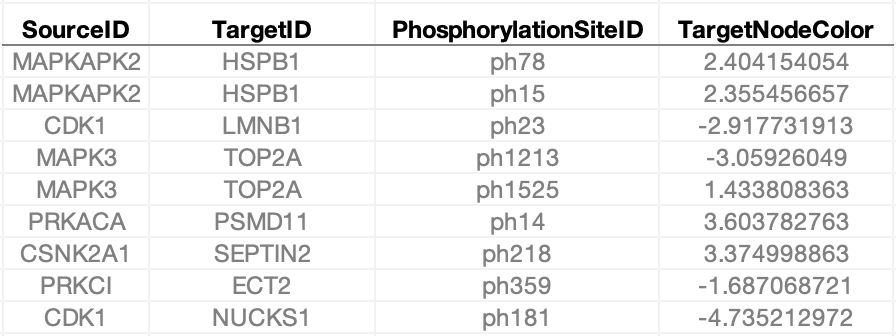 SourceID TargetID PhosphorylationSiteID TargetNodeColor
MAPKAPK2 HSPB1 ph78 2.404154054
MAPKAPK2 HSPB1 ph15 2.355456657
CDK1 LMNB1 ph23 -2.917731913
MAPK3 TOP2A ph1213 -3.05926049
MAPK3 TOP2A ph1525 1.433808363
PRKACA PSMD11 ph14 3.603782763
CSNK2A1 SEPTIN2 ph218 3.374998863
PRKCI ECT2 ph359 -1.687068721
CDK1 NUCKS1 ph181 -4.735212972